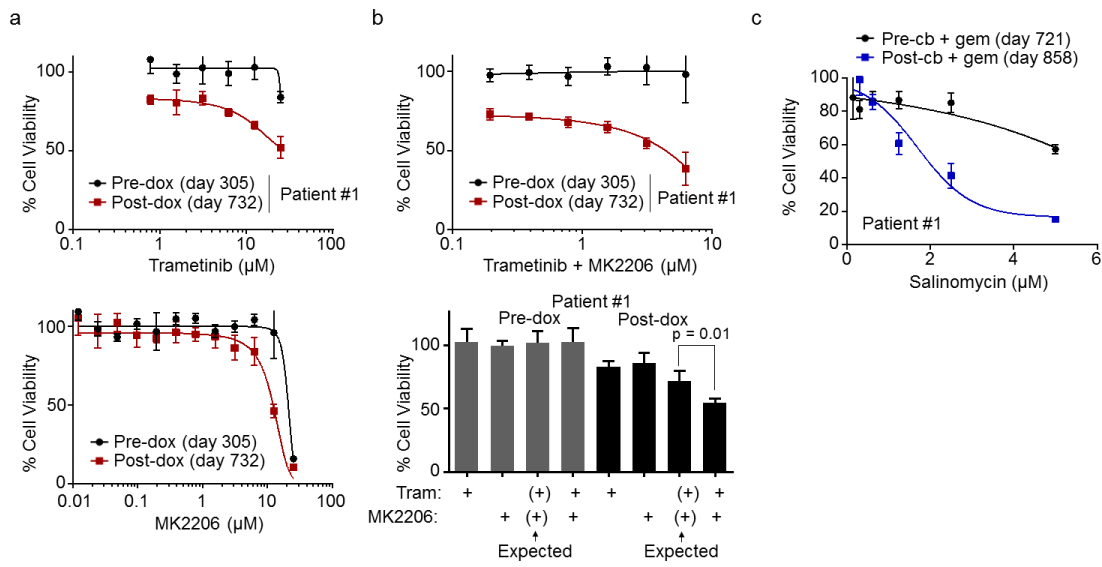 a
% Cell Viability
100
50
0
Pre-dox (day 305)
Post-dox (day 732)
Patient #1
0.1
1
10
100
Trametinib (µM)
% Cell Viability
100
50
0
Pre-dox (day 305)
Post-dox (day 732)
0.01
0.1
1
10
100
MK2206 (µM)
b
% Cell Viability
100
50
0
Pre-dox (day 305)
Post-dox (day 732)
Patient #1
0.1
1
10
Trametinib + MK2206 (µM)
Patient #1
Pre-dox
Post-dox
p = 0.01
% Cell Viability
100
50
0
Tram: + (+) + + (+) +
MK2206: + (+) + + (+) +
Expected
Expected
c
Pre-cb + gem (day 721)
Post-cb + gem (day 858)
% Cell Viability
100
80
60
40
20
0
Patient #1
0
2
4
6
Salinomycin (µM)